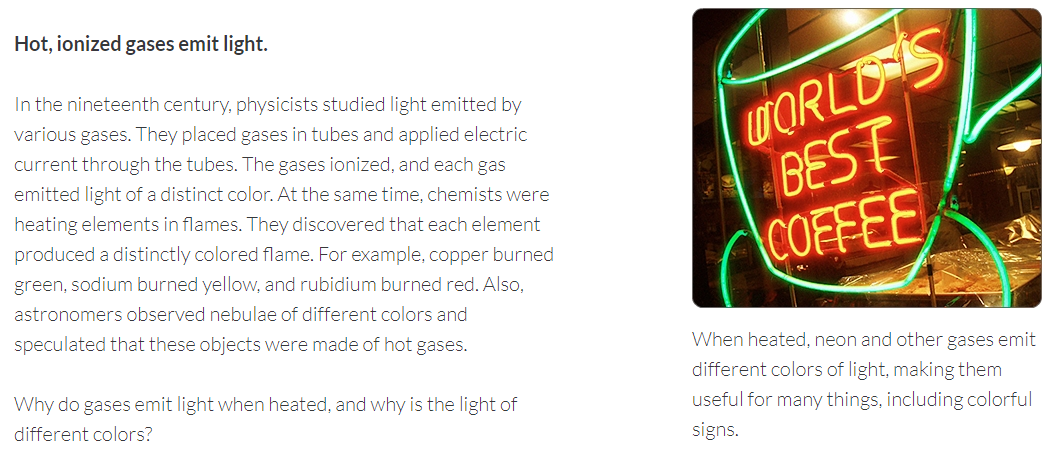 Hot, ionized gases emit light.
In the nineteenth century, physicists studied light emitted by
various gases. They placed gases in tubes and applied electric
current through the tubes. The gases ionized, and each gas
emitted light of a distinct color. At the same time, chemists were
heating elements in flames. They discovered that each element
produced a distinctly colored flame. For example, copper burned
green, sodium burned yellow, and rubidium burned red. Also,
astronomers observed nebulae of different colors and
speculated that these objects were made of hot gases.
Why do gases emit light when heated, and why is the light of
different colors?
WORLD'S
BEST
COFFEE
When heated, neon and other gases emit
different colors of light, making them
useful for many things, including colorful
signs.